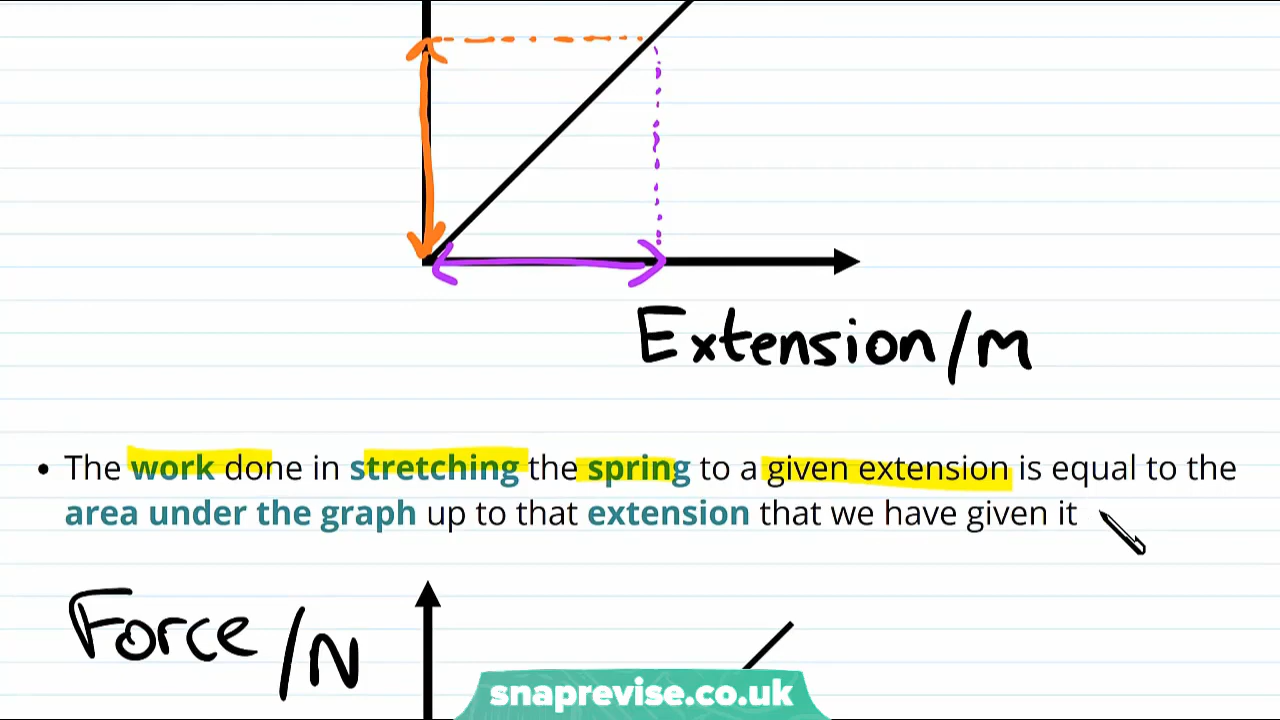 Extension/m
• The work done in stretching the spring to a given extension is equal to the
area under the graph up to that extension that we have given it
Force/N
snaprevise.co.uk